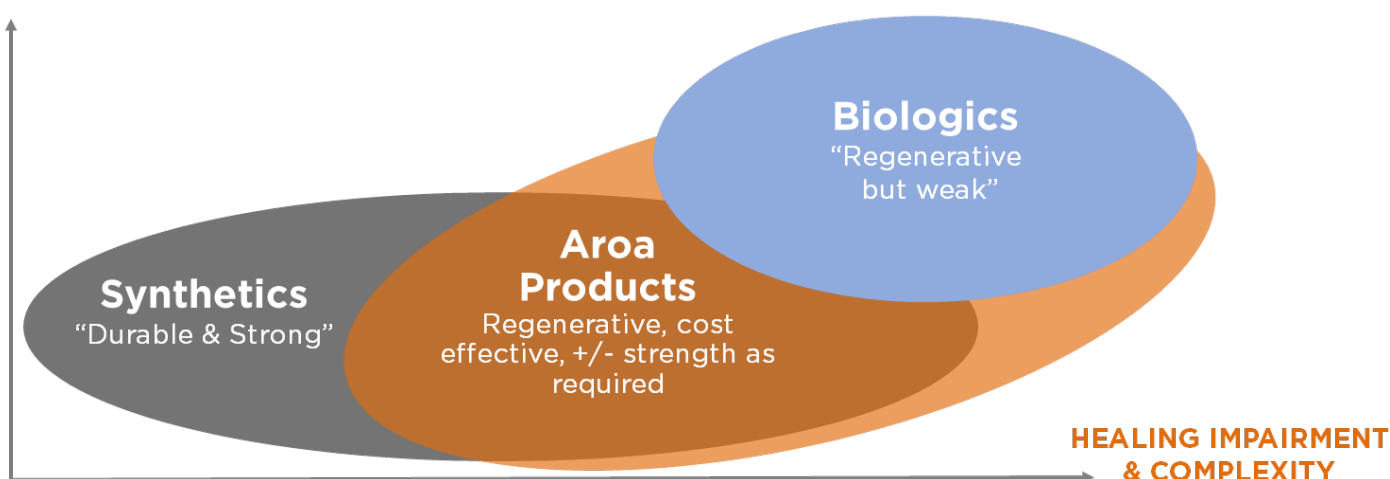 Biologics
“Regenerative
but weak”
Aroa
Products
Regenerative, cost
effective, +/- strength as
required
Synthetics
“Durable & Strong”
HEALING IMPAIRMENT
& COMPLEXITY